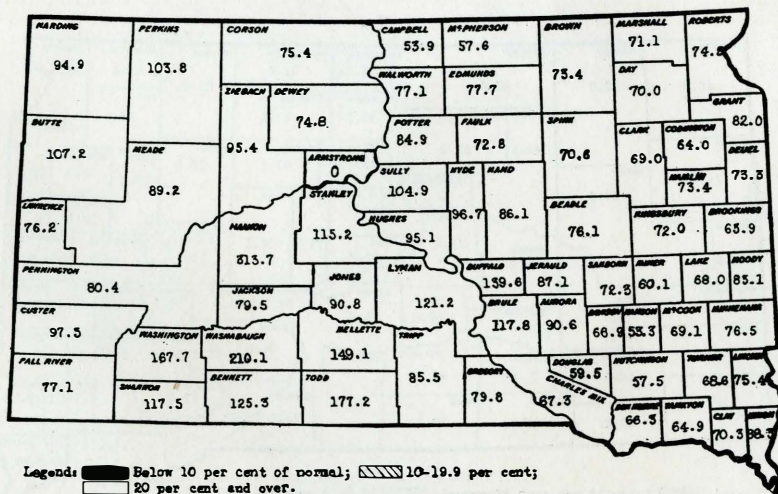 HARDING PERKINS CORSON CAMPBELL McPHERSON BROWN MARSHALL ROBERTS
94.9 103.8 75.4 53.9 57.6 73.4 71.1
WALWORTH EDMUNDS DAY
77.1 77.7 70.0
ZIEBACH DEWEY GRANT
95.4 74.8 82.0
BUTTE MEADE POTTER FAULK SPINK CLARK CODINGTON DEUEL
107.2 89.2 84.9 72.8 70.6 69.0 64.0 73.3
ARMSTRONG SULLY HYDE HAND HAMLIN
0 104.9 96.7 86.1 73.4
LAWRENCE STANLEY HUGHES BEADLE KINGSBURY BROOKINGS
76.2 115.2 95.1 76.1 72.0 65.9
HAAKON
313.7
PENNINGTON JACKSON JONES LYMAN BUFFALO JERAULD SANBORN MINER LAKE MOODY
80.4 79.5 90.8 121.2 139.6 87.1 72.3 60.1 68.0 85.1
CUSTER BRULE AURORA DAVISON HANSON McCOOK MINNEHAHA
97.3 117.8 90.6 66.9 53.3 69.1 76.5
WASHINGTON WASHABAUGH MELLETTE TRIPP
167.7 210.1 149.1 85.5
FALL RIVER SHANNON BENNETT TODD GREGORY DOUGLAS HUTCHINSON TURNER LINCOLN
77.1 117.5 125.3 177.2 79.8 59.5 57.5 68.6 75.4
CHARLES MIX BON HOMME YANKTON CLAY UNION
67.3 66.3 64.9 70.3 88.3
Legend: Below 10 per cent of normal; 10-19.9 per cent;
20 per cent and over.